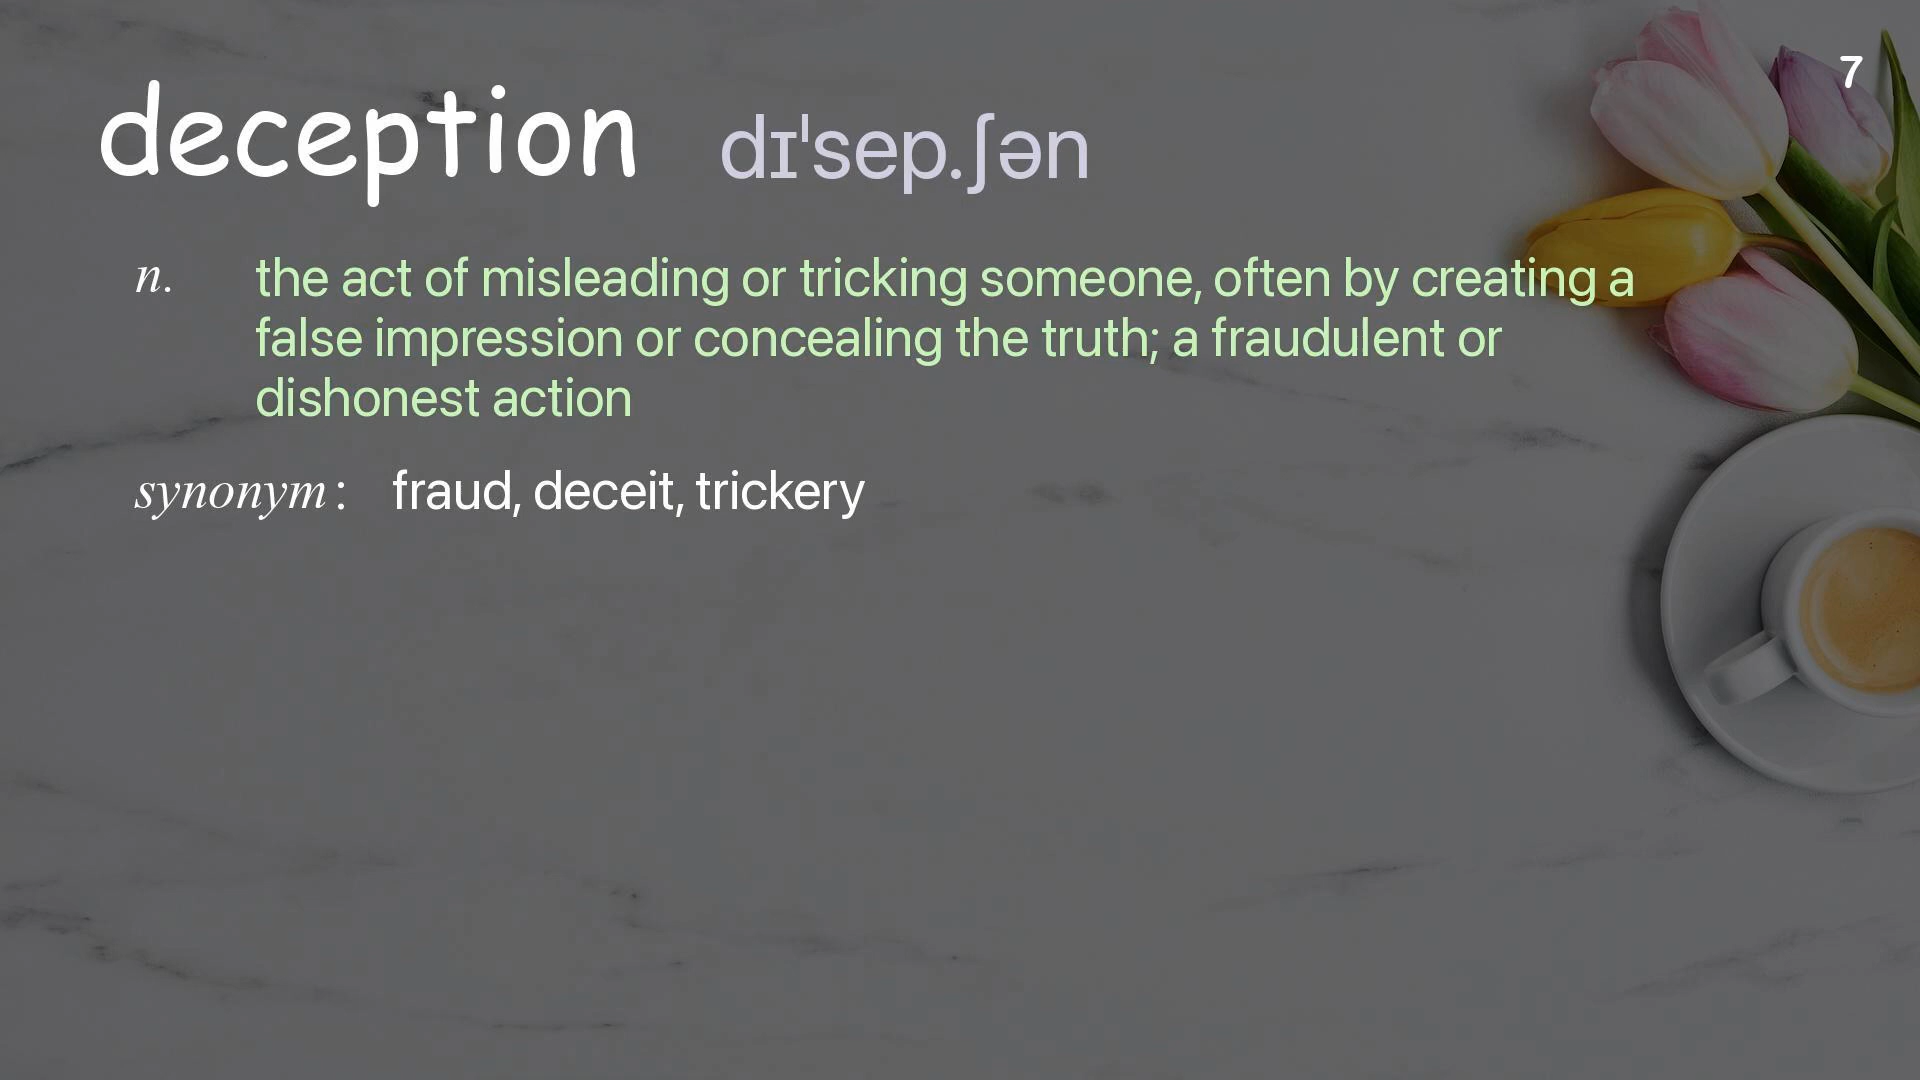 7
deception dɪˈsep.ʃən
n. the act of misleading or tricking someone, often by creating a
false impression or concealing the truth; a fraudulent or
dishonest action
synonym: fraud, deceit, trickery